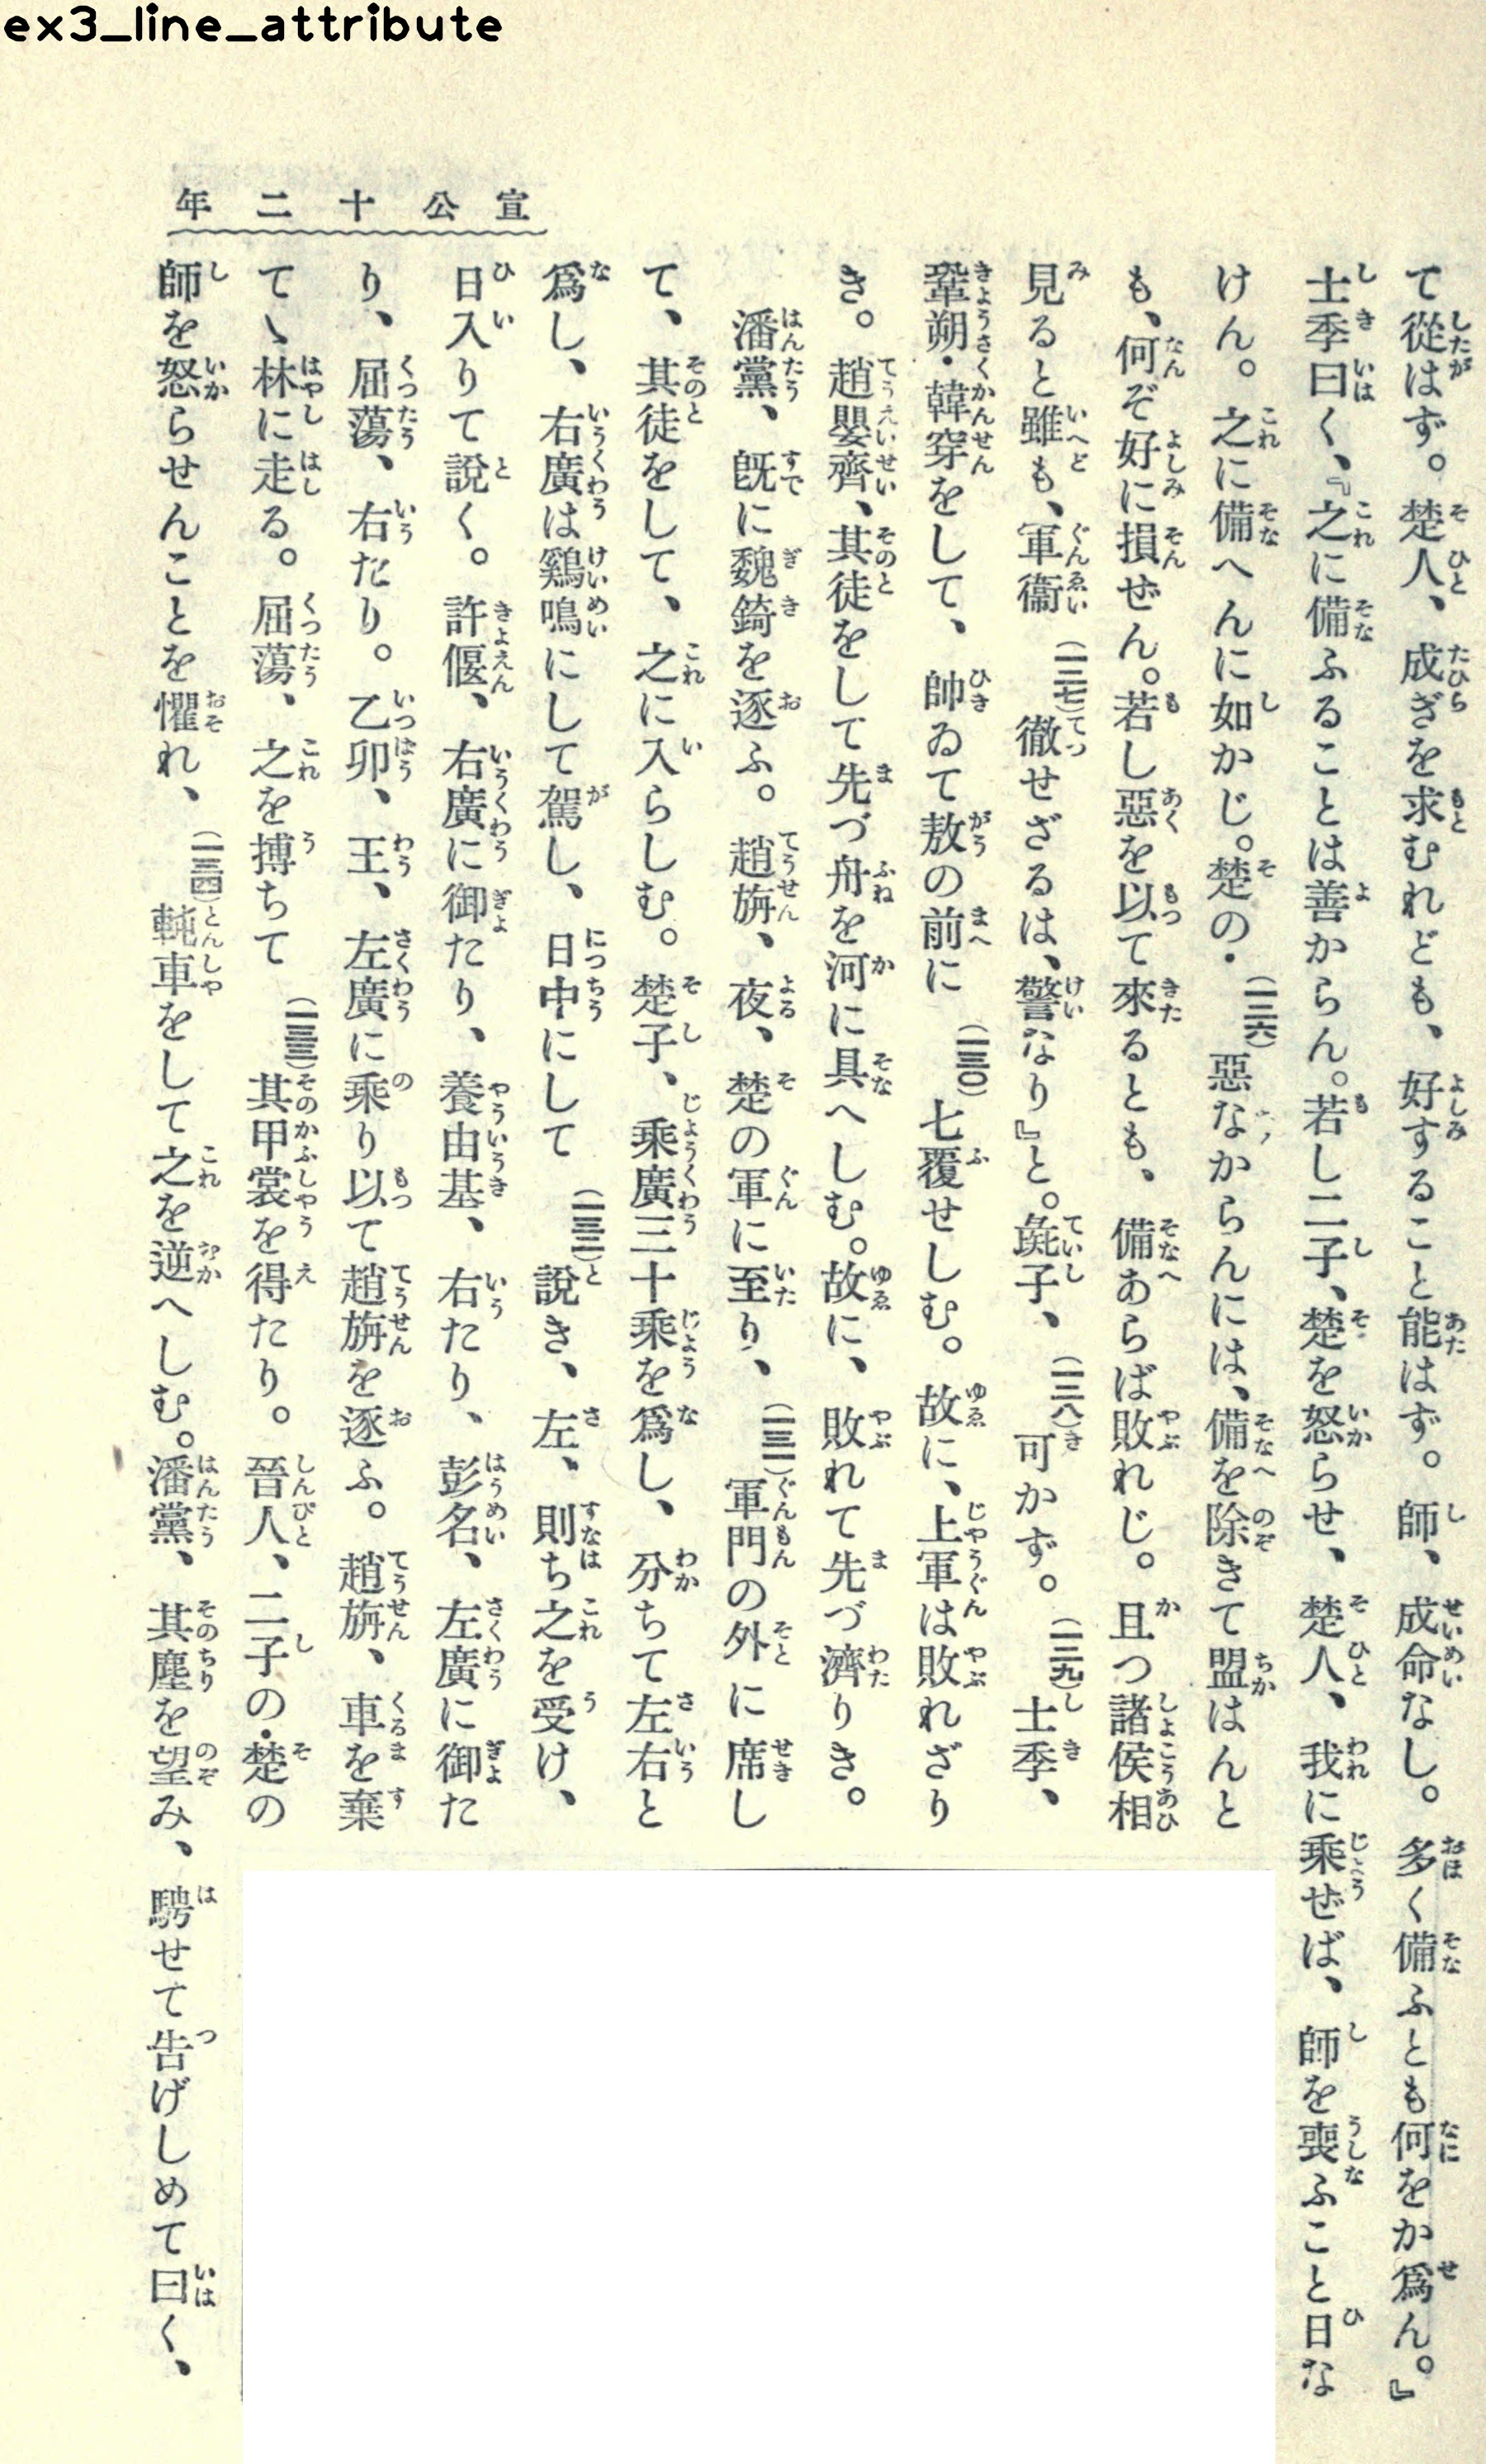 ex3_line_attribute
宣公十二年
て從はず。楚人、成ぎを求むれども、好すること能はず。師、成命なし。多く備ふとも何をか爲ん。』
士季曰く、『之に備ふることは善からん。若し二子、楚を怒らせ、楚人、我に乘ぜば、師を喪ふこと日な
けん。之に備へんに如かじ。楚の・(一二六)惡なからんには、備を除きて盟はんと
も、何ぞ好に損ぜん。若し惡を以て來るとも、備あらば敗れじ。且つ諸侯相
見ると雖も、軍衞(一二七)徹せざるは、警なり』と。彘子、(一二八)可かず。(一二九)士季、
鞏朔・韓穿をして、帥ゐて敖の前に(一三〇)七覆せしむ。故に、上軍は敗れざり
き。趙嬰齊、其徒をして先づ舟を河に具へしむ。故に、敗れて先づ濟りき。
潘黨、既に魏錡を逐ふ。趙旃、夜、楚の軍に至り、(一三一)軍門の外に席し
て、其徒をして、之に入らしむ。楚子、乘廣三十乘を爲し、分ちて左右と
爲し、右廣は鷄鳴にして駕し、日中にして(一三二)說き、左、則ち之を受け、
日入りて說く。許偃、右廣に御たり、養由基、右たり、彭名、左廣に御た
り、屈蕩、右たり。乙卯、王、左廣に乘り以て趙旃を逐ふ。趙旃、車を棄
てゝ林に走る。屈蕩、之を搏ちて(一三三)其甲裳を得たり。晉人、二子の・楚の
師を怒らせんことを懼れ、(一三四)軘車をして之を逆へしむ。潘黨、其塵を望み、騁せて告げしめて曰く、